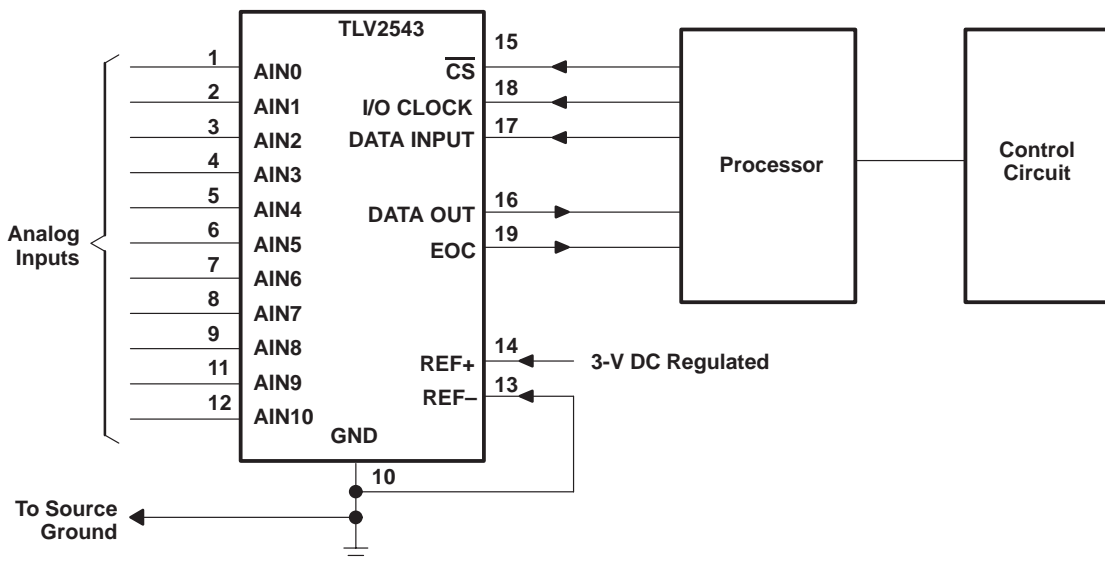 TLV2543
Analog
Inputs
1
AIN0
2
AIN1
3
AIN2
4
AIN3
5
AIN4
6
AIN5
7
AIN6
8
AIN7
9
AIN8
11
AIN9
12
AIN10
15
CS
18
I/O CLOCK
17
DATA INPUT
16
DATA OUT
19
EOC
14
REF+
3-V DC Regulated
13
REF–
GND
10
To Source
Ground
Processor
Control
Circuit